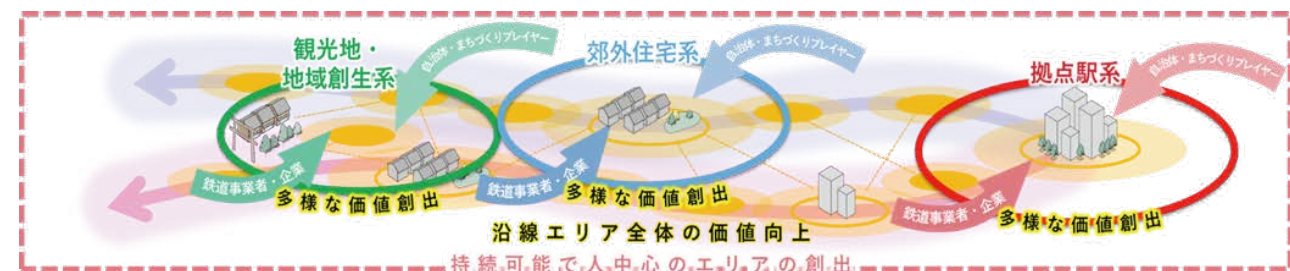 観光地・
地域創生系
自治体・まちづくりプレイヤー
鉄道事業者・企業
多様な価値創出
郊外住宅系
自治体・まちづくりプレイヤー
鉄道事業者・企業
多様な価値創出
拠点駅系
自治体・まちづくりプレイヤー
鉄道事業者・企業
多様な価値創出
沿線エリア全体の価値向上
持続可能で人中心のエリアの創出